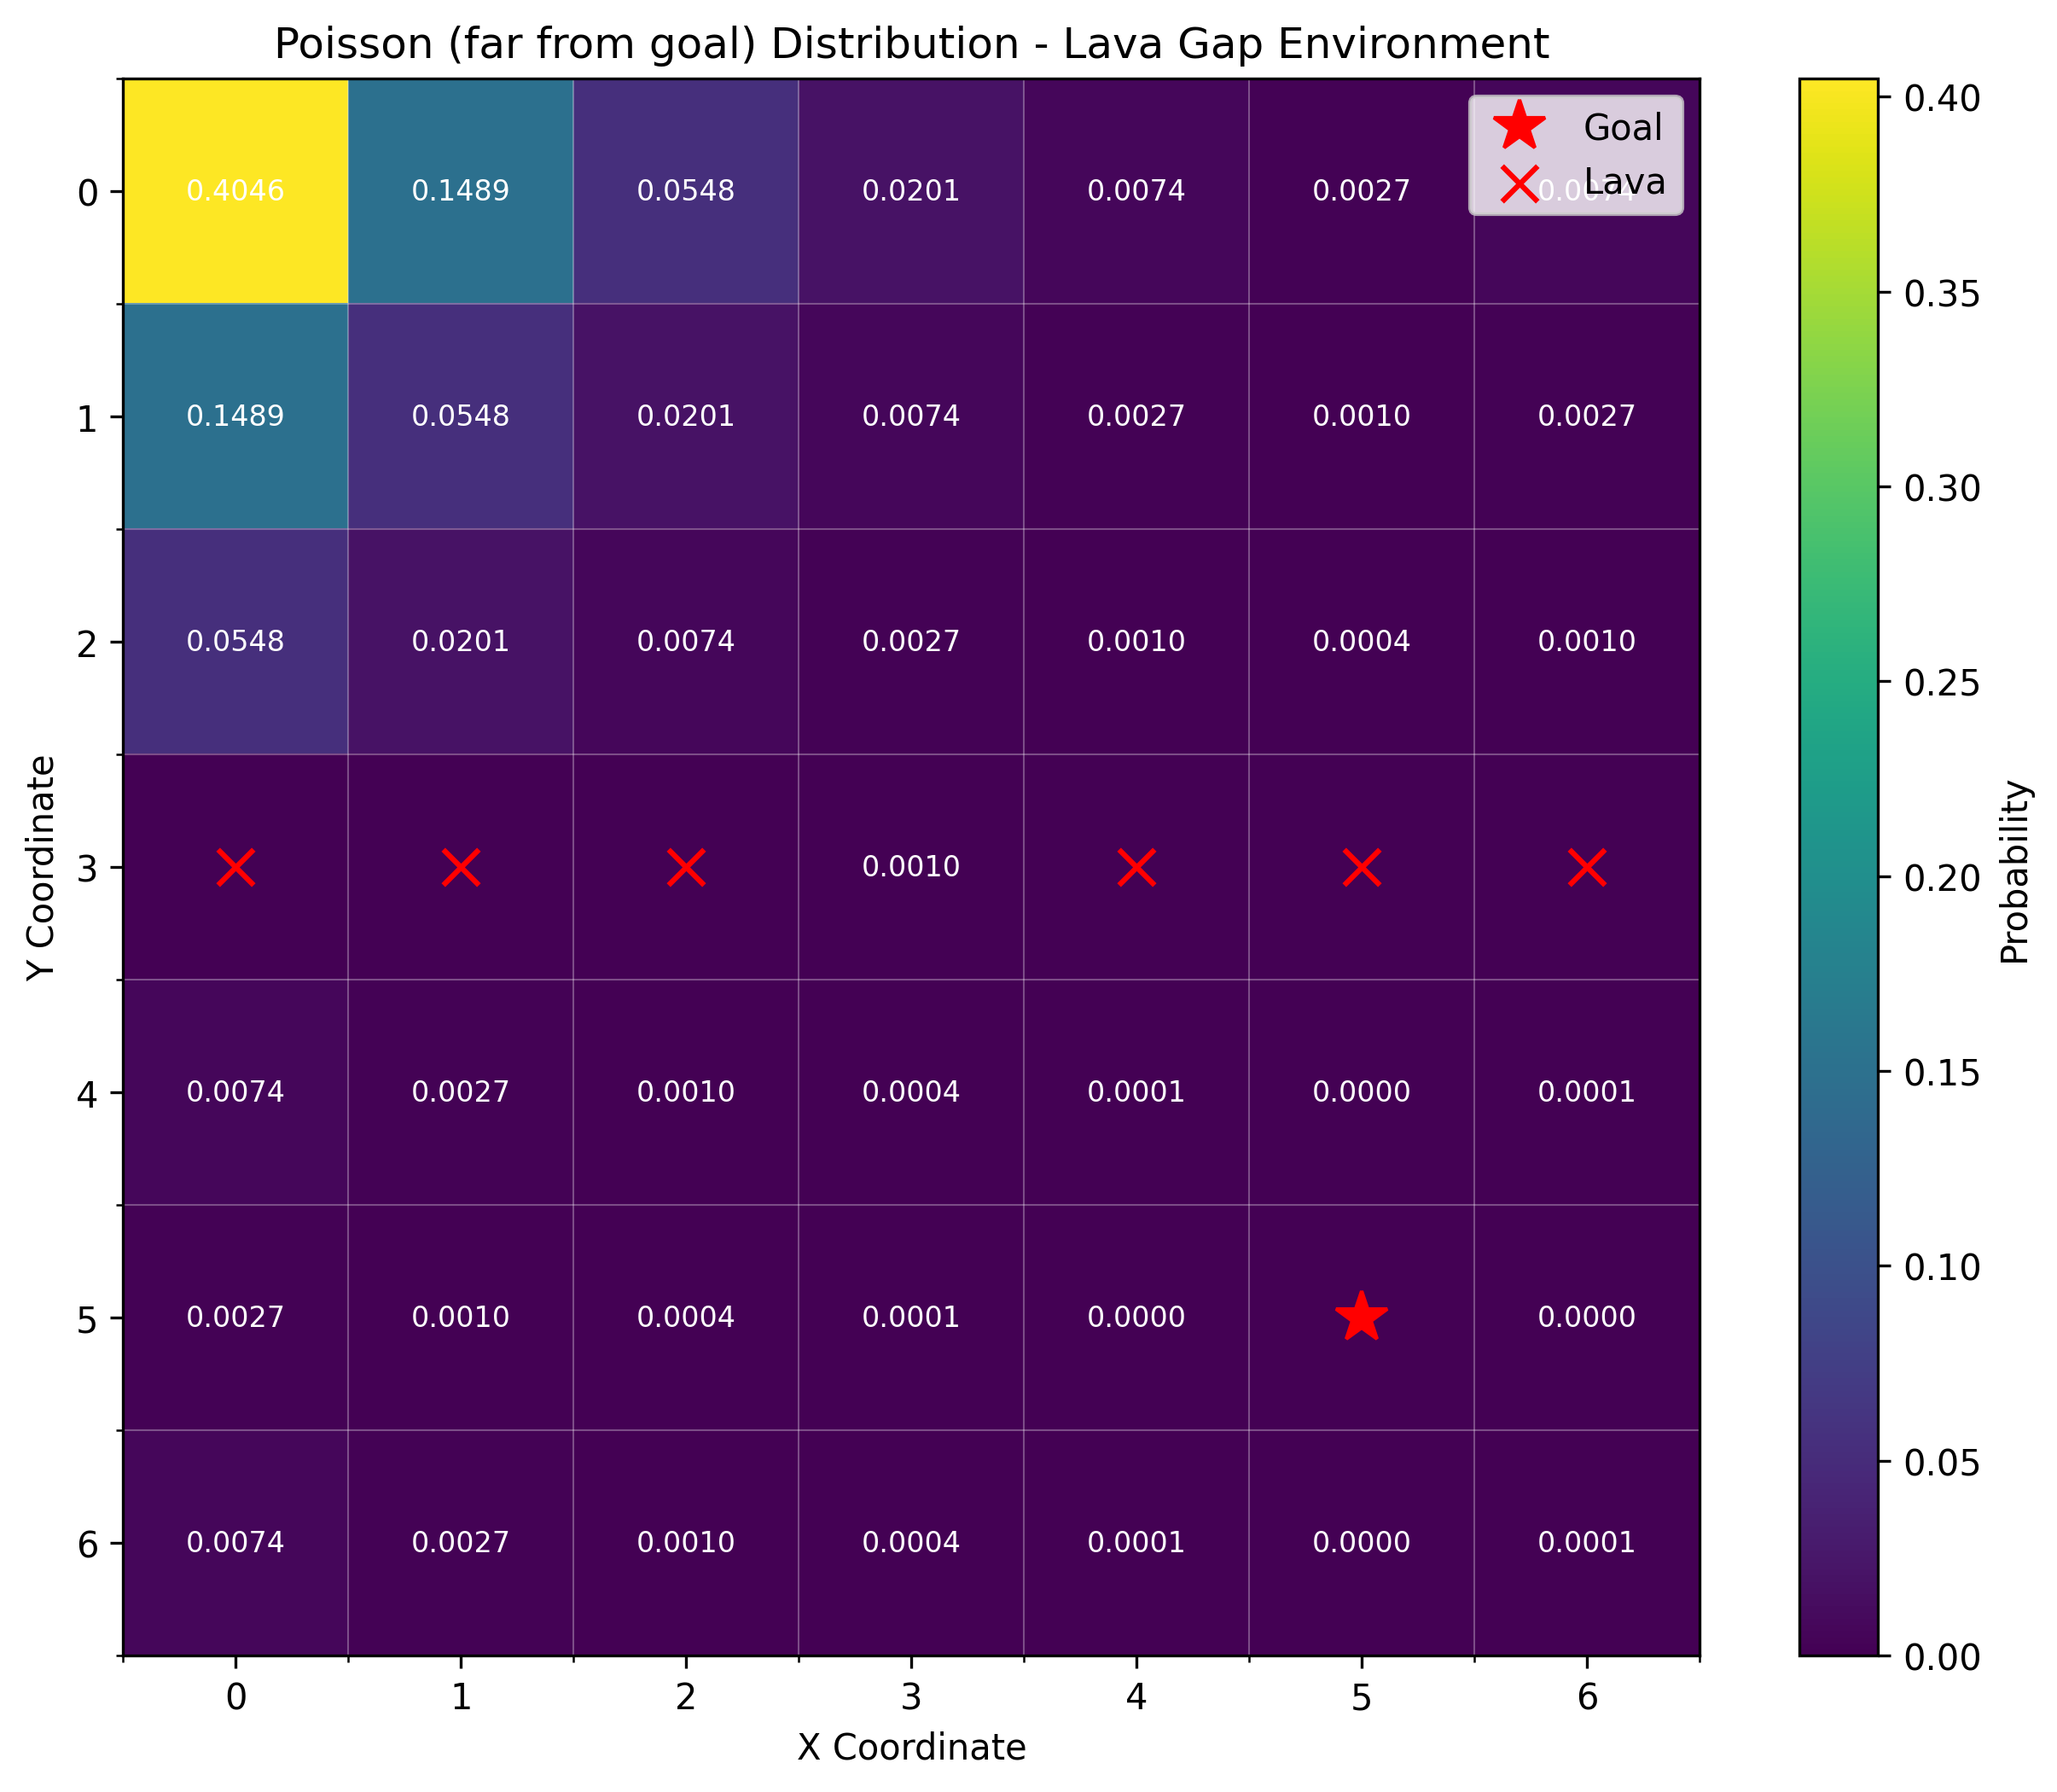 Poisson (far from goal) Distribution - Lava Gap Environment
Goal
Lava
0 0.4046 0.1489 0.0548 0.0201 0.0074 0.0027 0.0074
1 0.1489 0.0548 0.0201 0.0074 0.0027 0.0010 0.0027
2 0.0548 0.0201 0.0074 0.0027 0.0010 0.0004 0.0010
3 0.0010
4 0.0074 0.0027 0.0010 0.0004 0.0001 0.0000 0.0001
5 0.0027 0.0010 0.0004 0.0001 0.0000 0.0000
6 0.0074 0.0027 0.0010 0.0004 0.0001 0.0000 0.0001
0 1 2 3 4 5 6
X Coordinate
Y Coordinate
0.40
0.35
0.30
0.25
0.20
0.15
0.10
0.05
0.00
Probability